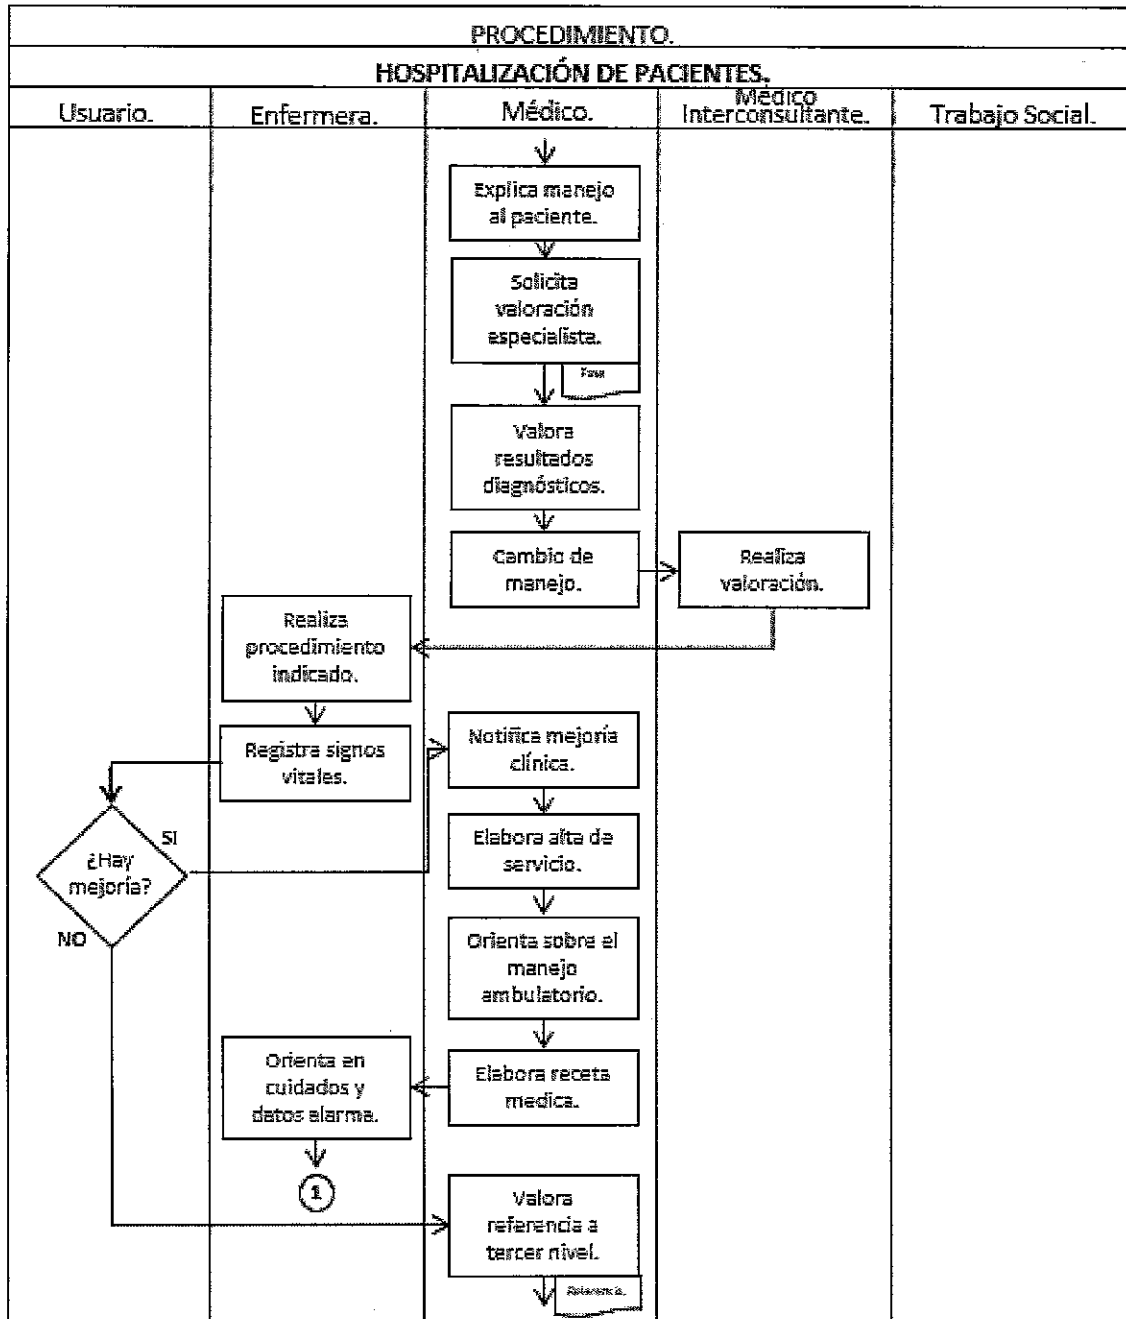 PROCEDIMIENTO.
HOSPITALIZACIÓN DE PACIENTES.
Usuario.
Enfermera.
Médico.
Médico
Interconsultante.
Trabajo Social.
Explica manejo
al paciente.
Solicita
valoración
especialista.
Valora
resultados
diagnósticos.
Cambio de
manejo.
Realiza
valoración.
Realiza
procedimiento
indicado.
Registra signos
vitales.
Notifica mejoría
clínica.
¿Hay
mejoría?
SI
NO
Elabora alta de
servicio.
Orienta sobre el
manejo
ambulatorio.
Elabora receta
medica.
Orienta en
cuidados y
datos alarma.
1
Valora
referencia a
tercer nivel.
Referencia.